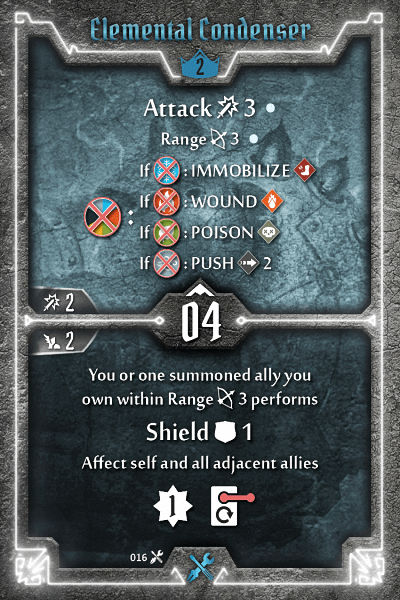 Elemental Condenser
2
Attack 3
Range 3
If : IMMOBILIZE
: If : WOUND
If : POISON
If : PUSH 2
2
04
2
You or one summoned ally you
own within Range 3 performs
Shield 1
Affect self and all adjacent allies
1
016